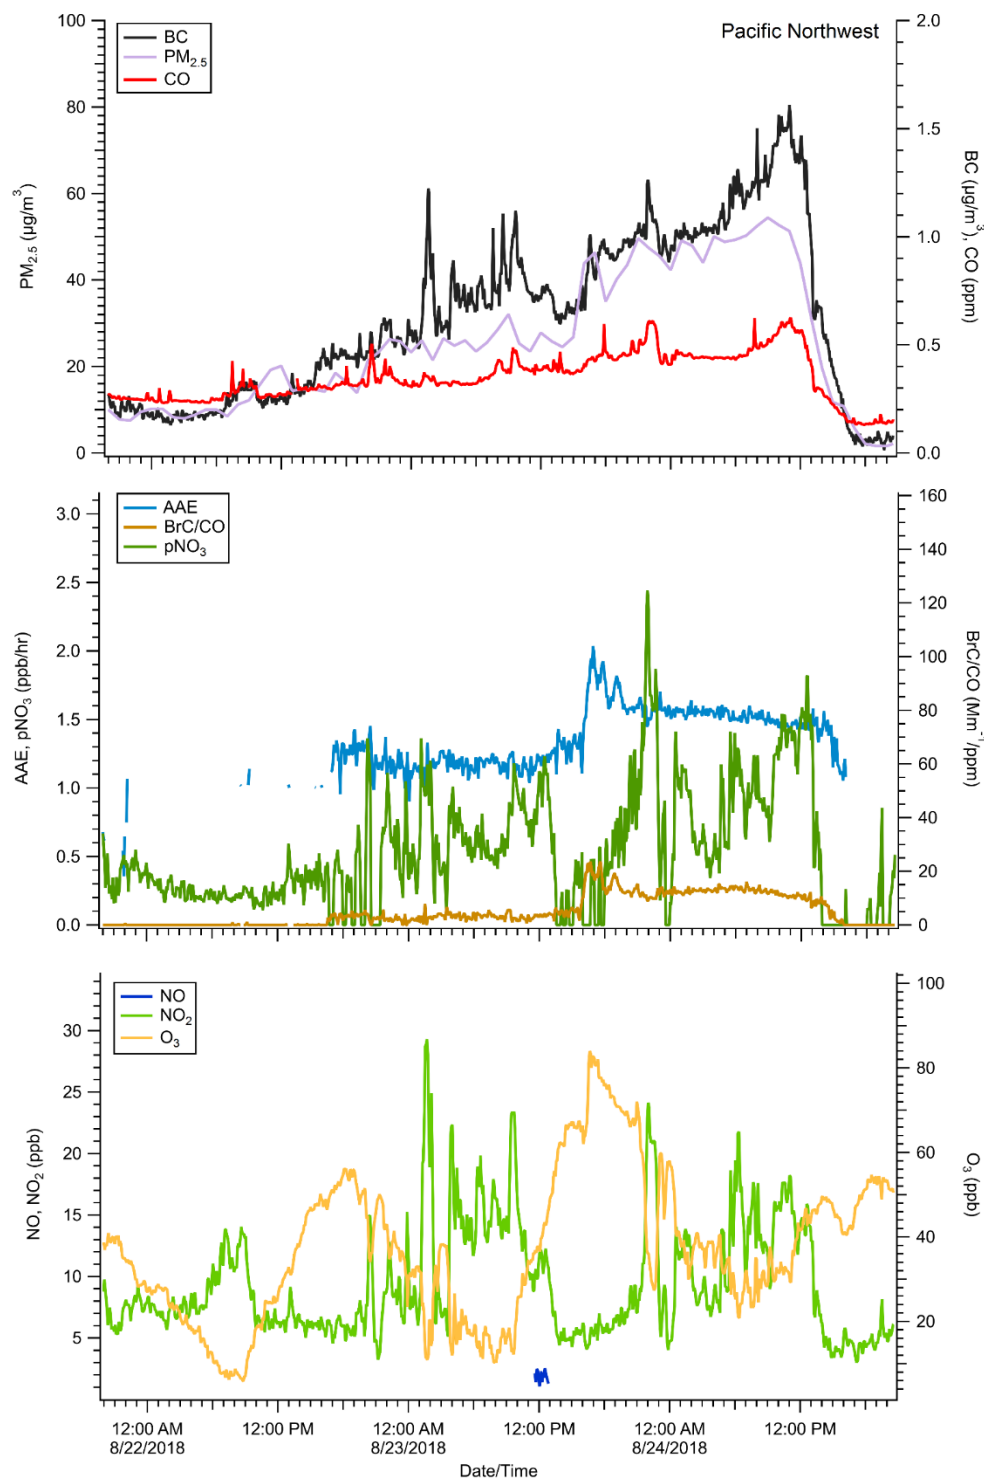 Pacific Northwest
BC
PM2.5
CO
100
80
60
40
20
0
PM2.5 (µg/m3)
2.0
1.5
1.0
0.5
0.0
BC (µg/m3), CO (ppm)
AAE
BrC/CO
pNO3
3.0
2.5
2.0
1.5
1.0
0.5
0.0
AAE, pNO3 (ppb/hr)
160
140
120
100
80
60
40
20
0
BrC/CO (Mm-1/ppm)
NO
NO2
O3
30
25
20
15
10
5
NO, NO2 (ppb)
100
80
60
40
20
O3 (ppb)
12:00 AM 12:00 PM 12:00 AM 12:00 PM 12:00 AM 12:00 PM
8/22/2018 8/23/2018 8/24/2018
Date/Time